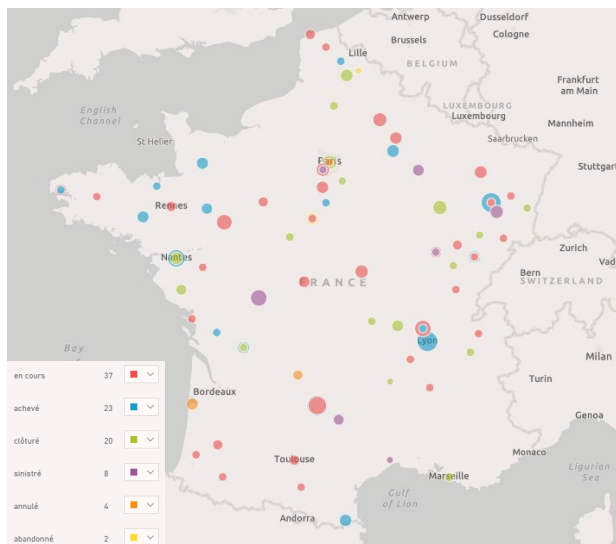 Antwerp
Dusseldorf
Brussels
Cologne
Lille
BELGIUM
Frankfurt
am Main
English
Channel
LUXEMBOURG
Luxembourg
Mannheim
Saarbrucken
St Helier
Paris
Stuttgart
Rennes
Nantes
Zurich
Vad
FRANCE
Bern
SWITZERLAND
Bay
Lyon
Milan
en cours 37
Turin
achevé 23
Bordeaux
Genoa
clôturé 20
Toulouse
Monaco
Ligurian
Sea
sinistré 8
Marseille
Gulf
of Lion
annulé 4
Andorra
abandonné 2